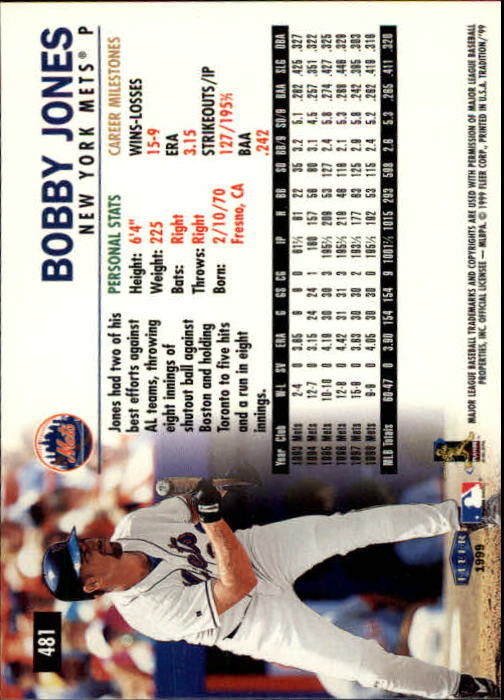 481
Mets
BOBBY JONES
NEW YORK METS® P
Jones had two of his
best efforts against
AL teams, throwing
eight innings of
shutout ball against
Boston and holding
Toronto to five hits
and a run in eight
innings.
PERSONAL STATS
Height: 6'4"
Weight: 225
Bats: Right
Throws: Right
Born: 2/10/70
Fresno, CA
CAREER MILESTONES
WINS-LOSSES
15-9
ERA
3.15
STRIKEOUTS/IP
127/195⅔
BAA
.242
Year Club W-L SV ERA G GS CG IP H BB SO BB/9 SO/9 BAA SLG OBA
1993 Mets 2-4 0 3.65 9 9 0 61⅔ 61 22 35 3.2 5.1 .262 .425 .327
1994 Mets 12-7 0 3.15 24 24 1 160 157 56 80 3.1 4.5 .257 .351 .322
1995 Mets 10-10 0 4.19 30 30 3 195⅔ 209 53 127 2.4 5.8 .274 .427 .325
1996 Mets 12-8 0 4.42 31 31 3 195⅔ 219 46 116 2.1 5.3 .288 .449 .329
1997 Mets 15-9 0 3.63 30 30 2 193⅓ 177 63 125 2.9 5.8 .242 .385 .303
1998 Mets 9-9 0 4.05 30 30 0 195⅓ 192 53 115 2.4 5.2 .262 .419 .318
MLB Totals 60-47 0 3.90 154 154 9 1001⅔ 1015 293 598 2.6 5.3 .265 .411 .320
FLEER
1999
MAJOR LEAGUE BASEBALL TRADEMARKS AND COPYRIGHTS ARE USED WITH PERMISSION OF MAJOR LEAGUE BASEBALL
PROPERTIES, INC. OFFICIAL LICENSEE – MLBPA. © 1999 FLEER CORP., PRINTED IN U.S.A. TRADITION/'99